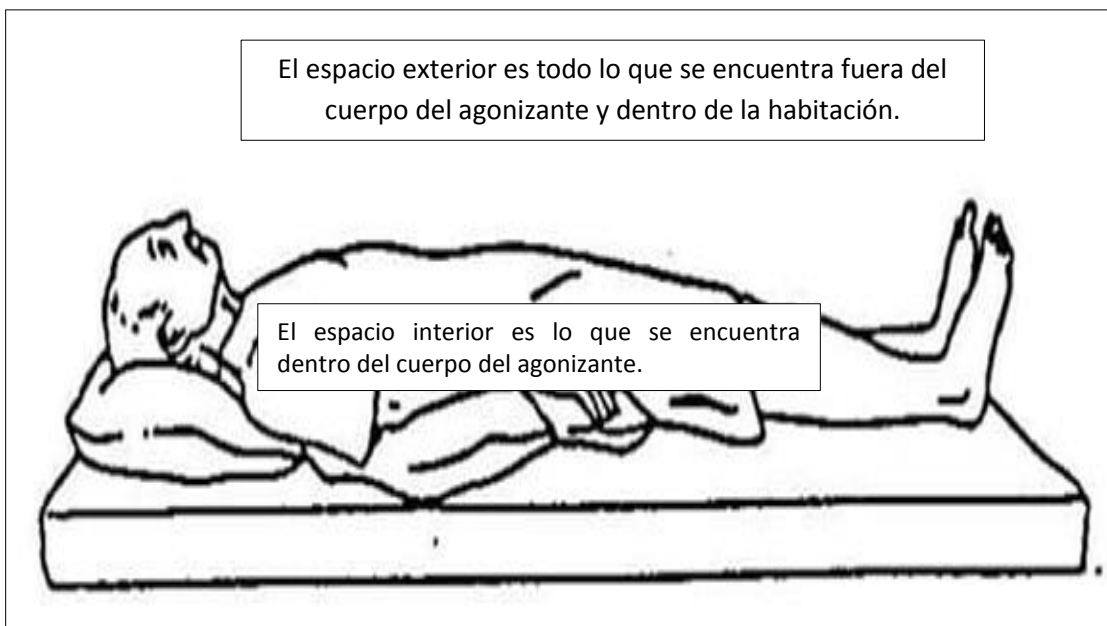 El espacio exterior es todo lo que se encuentra fuera del
cuerpo del agonizante y dentro de la habitación.
El espacio interior es lo que se encuentra
dentro del cuerpo del agonizante.